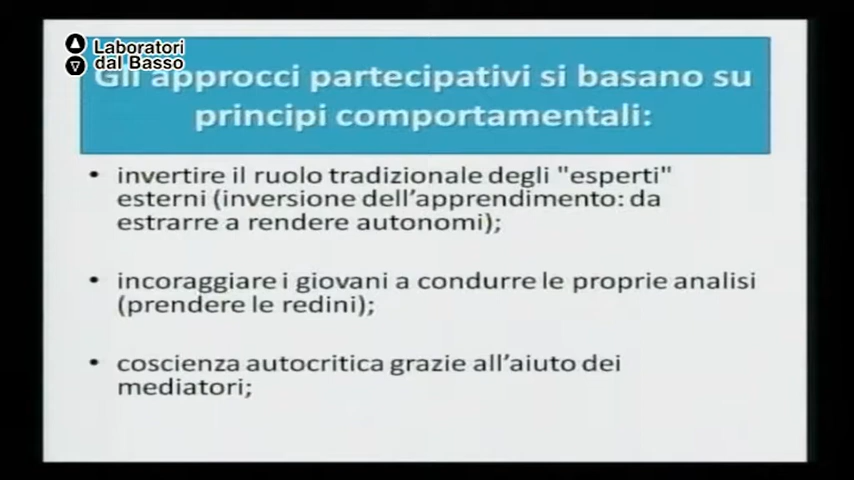 Laboratori
dal Basso
Gli approcci partecipativi si basano su
principi comportamentali:
• invertire il ruolo tradizionale degli "esperti"
esterni (inversione dell'apprendimento: da
estrarre a rendere autonomi);
• incoraggiare i giovani a condurre le proprie analisi
(prendere le redini);
• coscienza autocritica grazie all'aiuto dei
mediatori;